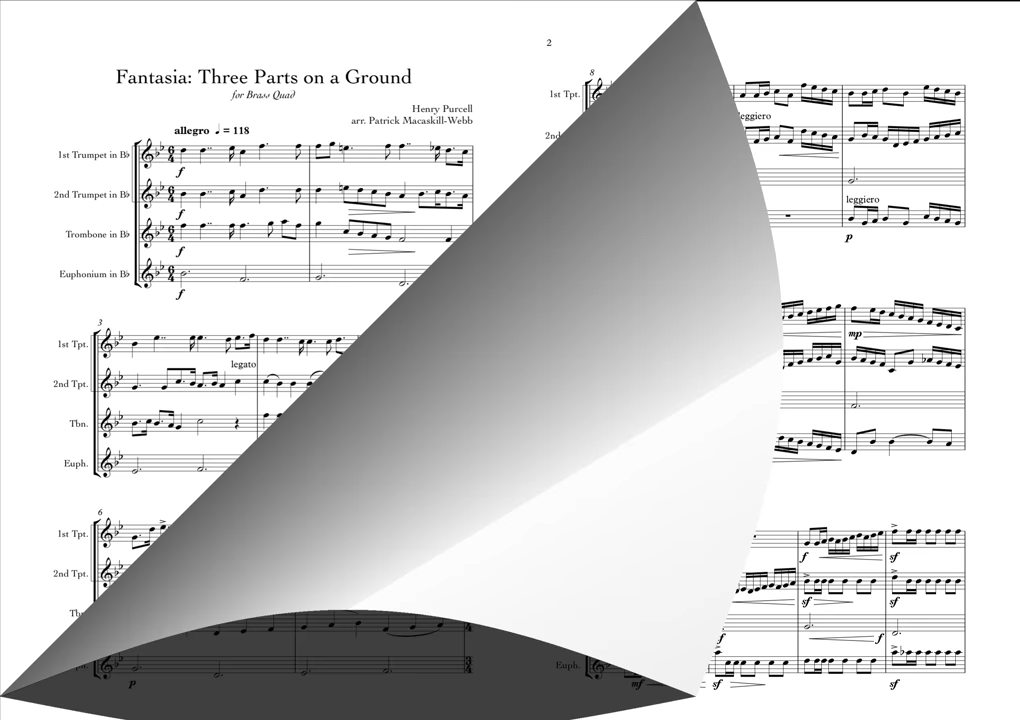 Fantasia: Three Parts on a Ground
for Brass Quad
Henry Purcell
arr. Patrick Macaskill-Webb
allegro ♩ = 118
1st Trumpet in B♭
f
2nd Trumpet in B♭
f
Trombone in B♭
f
Euphonium in B♭
f
3
1st Tpt.
legato
2nd Tpt.
Tbn.
Euph.
6
1st Tpt.
2nd Tpt.
p
2
8
1st Tpt.
leggiero
2nd
leggiero
p
mp
f sf
sf sf
f f
Euph.
mf sf sf